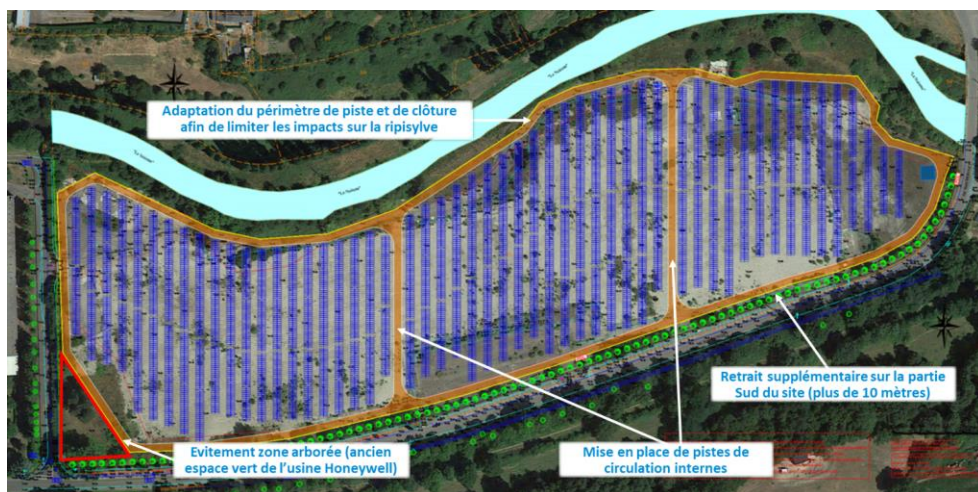 Adaptation du périmètre de piste et de clôture
afin de limiter les impacts sur la ripisylve
Retrait supplémentaire sur la partie
Sud du site (plus de 10 mètres)
Evitement zone arborée (ancien
espace vert de l'usine Honeywell)
Mise en place de pistes de
circulation internes